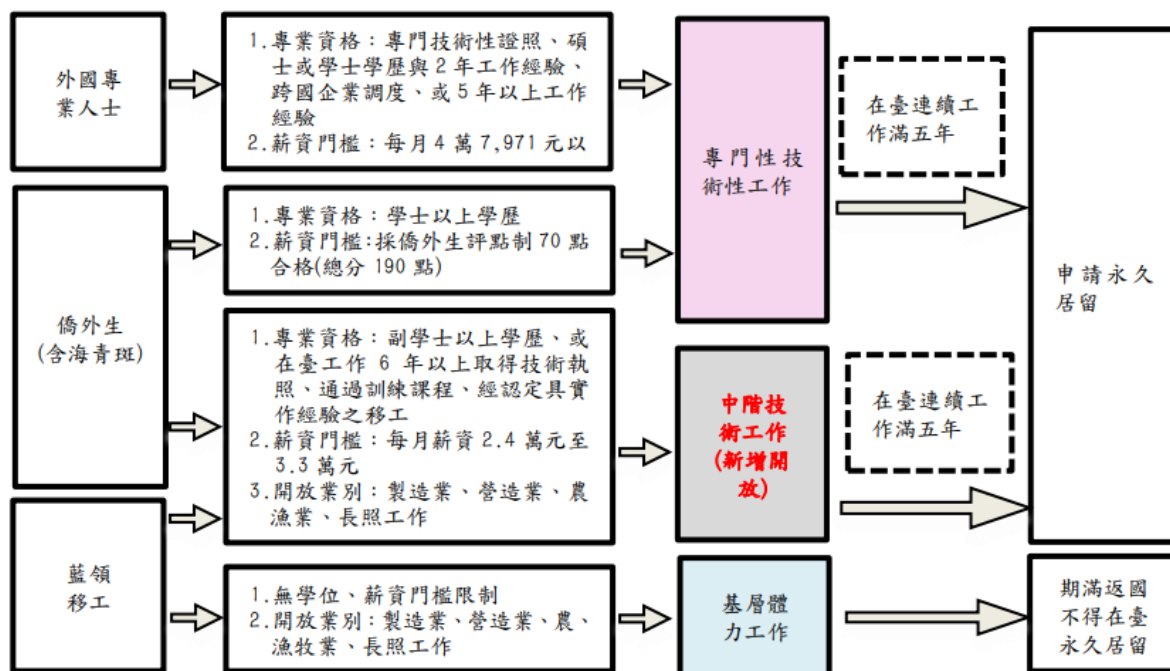 外國專
業人士
1.專業資格：專門技術性證照、碩
士或學士學歷與 2 年工作經驗、
跨國企業調度、或 5 年以上工作
經驗
2.薪資門檻：每月 4 萬 7,971 元以
專門性技
術性工作
在臺連續工
作滿五年
申請永久
居留
僑外生
(含海青斑)
1.專業資格：學士以上學歷
2.薪資門檻:採僑外生評點制 70 點
合格(總分 190 點)
1.專業資格：副學士以上學歷、或
在臺工作 6 年以上取得技術執
照、通過訓練課程、經認定具實
作經驗之移工
2.薪資門檻：每月薪資 2.4 萬元至
3.3 萬元
3.開放業別：製造業、營造業、農
漁業、長照工作
中階技
術工作
(新增開
放)
在臺連續工
作滿五年
藍領
移工
1.無學位、薪資門檻限制
2.開放業別：製造業、營造業、農、
漁牧業、長照工作
基層體
力工作
期滿返國
不得在臺
永久居留